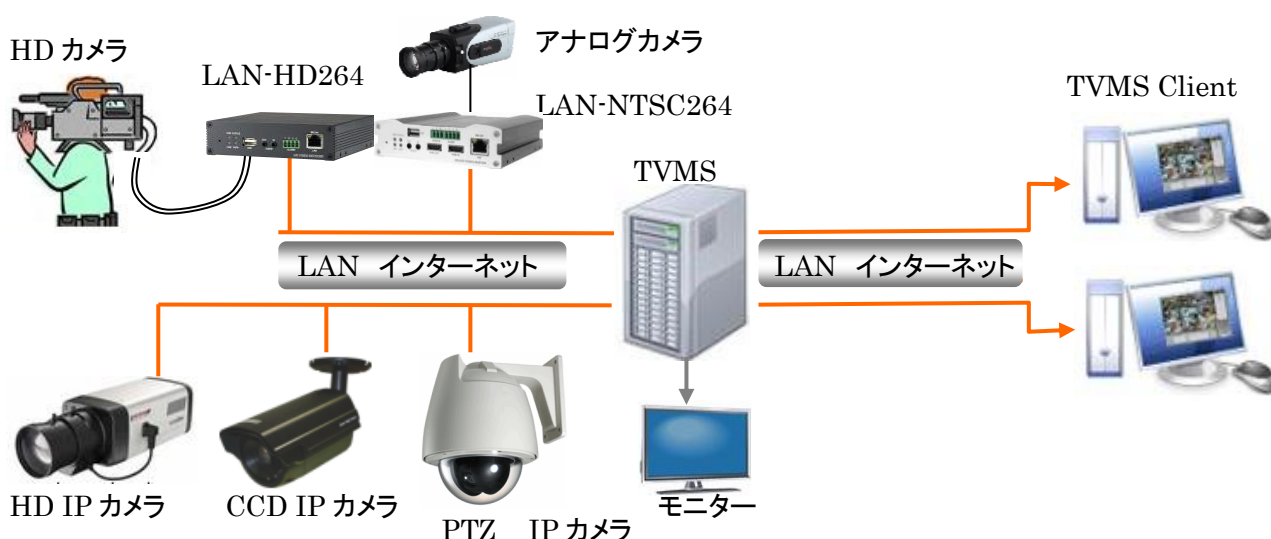 HD カメラ
アナログカメラ
LAN-HD264
LAN-NTSC264
TVMS Client
TVMS
LAN インターネット
LAN インターネット
HD IP カメラ
CCD IP カメラ
PTZ IP カメラ
モニター